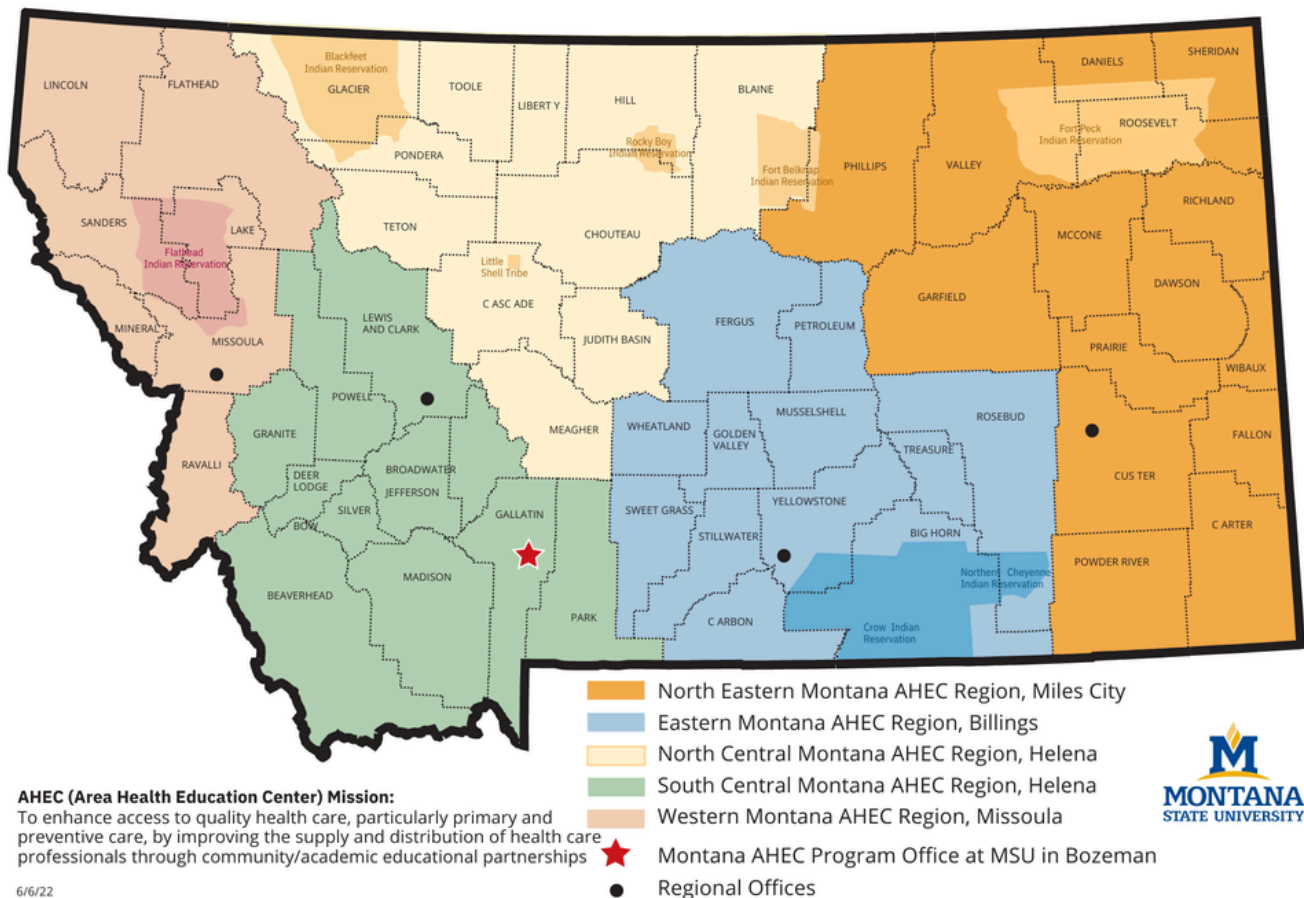 SHERIDAN
DANIELS
Blackfeet
Indian Reservation
GLACIER
LINCOLN
FLATHEAD
TOOLE
LIBERT Y
HILL
BLAINE
ROOSEVELT
Fort Peck
Indian Reservation
Rocky Boy
Indian Reservation
PONDERA
PHILLIPS
VALLEY
Fort Belknap
Indian Reservation
RICHLAND
SANDERS
LAKE
TETON
CHOUTEAU
MCCONE
Flathead
Indian Reservation
Little
Shell Tribe
DAWSON
C ASC ADE
GARFIELD
LEWIS
AND CLARK
FERGUS
PETROLEUM
MINERAL
MISSOULA
JUDITH BASIN
PRAIRIE
WIBAUX
POWELL
GRANITE
MEAGHER
WHEATLAND
GOLDEN
VALLEY
MUSSELSHELL
ROSEBUD
TREASURE
FALLON
RAVALLI
BROADWATER
DEER
LODGE
JEFFERSON
CUS TER
SILVER
BOW
GALLATIN
SWEET GRASS
YELLOWSTONE
STILLWATER
BIG HORN
C ARTER
POWDER RIVER
MADISON
BEAVERHEAD
Northern Cheyenne
Indian Reservation
PARK
C ARBON
Crow Indian
Reservation
North Eastern Montana AHEC Region, Miles City
Eastern Montana AHEC Region, Billings
North Central Montana AHEC Region, Helena
South Central Montana AHEC Region, Helena
Western Montana AHEC Region, Missoula
Montana AHEC Program Office at MSU in Bozeman
Regional Offices
AHEC (Area Health Education Center) Mission:
To enhance access to quality health care, particularly primary and
preventive care, by improving the supply and distribution of health care
professionals through community/academic educational partnerships
6/6/22
M
MONTANA
STATE UNIVERSITY